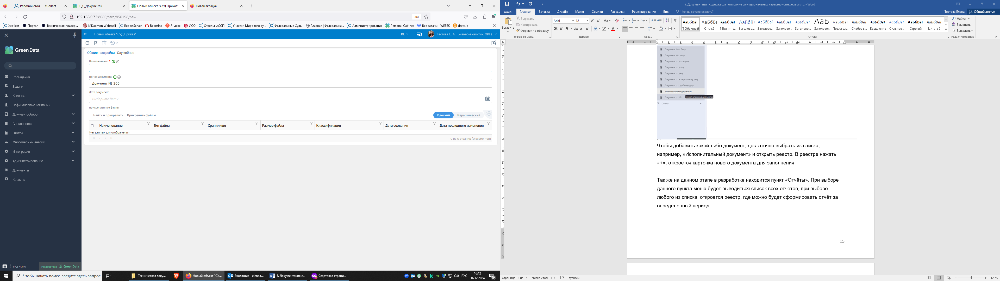 Рабочий стол — XCollect
IL_C_Документы
Новый объект "СУД Приказ"
Новая вкладка
192.168.0.73:8080/card/850198/new
90%
Xcollect
Портал
Техническая поддер...
MDaemon Webmail
ReportServer
Redmine
Яндекс
ИСО
Отделы ФССП
Участки Мирового су...
Федеральные Суды
Главная | Федеральна...
Администрирование
Personal Cabinet
Все задачи - WEEEK
draw.io
Новый объект "СУД Приказ"
RU
Тестова Е. А. (Бизнес-аналитик. ОРГ)
GreenData
Сообщения
Задачи
Клиенты
Нефинансовые компании
Документооборот
Справочники
Отчеты
Многомерный анализ
Интеграция
Администрирование
Документы
Корзина
ВИД МЕНЮ
Разработано GreenData
Общие настройки
Служебное
Наименование *
Номер документа
Документ № 265
Дата документа
Выберите дату
Прикрепленные файлы
Найти и прикрепить
Прикрепить файлы
Плоский
Иерархический
Наименование
Тип файла
Хранилище
Размер файла
Классификация
Дата создания
Дата последнего изменения
Нет данных для отображения
0 из 0 страниц (0 элементов)
Чтобы начать поиск, введите здесь запрос
Техническая доку...
Новый объект "СУ...
Входящие - elena.t...
5. Документация с...
Стартовая страни...
РУС
16:12
16.12.2024
19
5. Документация содержащая описание функциональных характеристик экземпл... - Word
Файл
Главная
Вставка
Дизайн
Макет
Ссылки
Рассылки
Рецензирование
Вид
Что вы хотите сделать?
Тестова Елена
Общий доступ
Вставить
Вырезать
Копировать
Формат по образцу
Буфер обмена
Arial
12
Шрифт
Абзац
АаБбВвГ
¶ Обычный
Стиль2
¶ Без инте...
Заголово...
Заголово...
Заголово...
Заголово...
Заголовок
Подзагол...
Слабое в...
Выделение
Сильное...
Строгий
Цитата 2
Стили
Найти
Заменить
Выделить
Редактирование
Документы Физ. Лица
Документы Юр. лица
Документы по договорам
Документы по долгу
Документы по делу
Документы по нотариальному делу
Документы по судебному делу
Исполнительные документы
Документы по ИП
Исполнительные документы
Отчеты
Чтобы добавить какой-либо документ, достаточно выбрать из списка,
например, «Исполнительный документ» и открыть реестр. В реестре нажать
«+», откроется карточка нового документа для заполнения.
Так же на данном этапе в разработке находится пункт «Отчёты». При выборе
данного пункта меню будет выводиться список всех отчётов, при выборе
любого из списка, откроется реестр, где можно будет сформировать отчёт за
определенный период.
15
Страница 15 из 17
Число слов: 1317
русский
120%